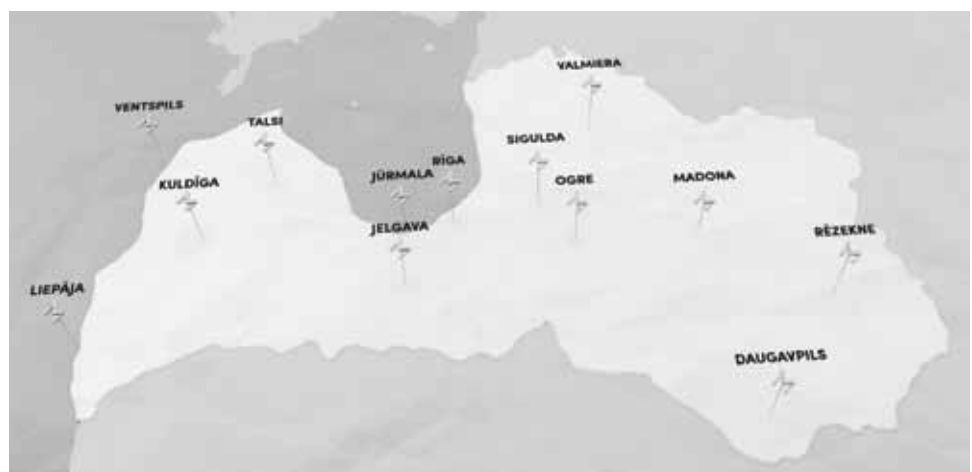 VALMIERA
VENTSPILS
TALSI
SIGULDA
RĪGA
JŪRMALA
KULDĪGA
OGRE
MADONA
JELGAVA
RĒZEKNE
LIEPĀJA
DAUGAVPILS